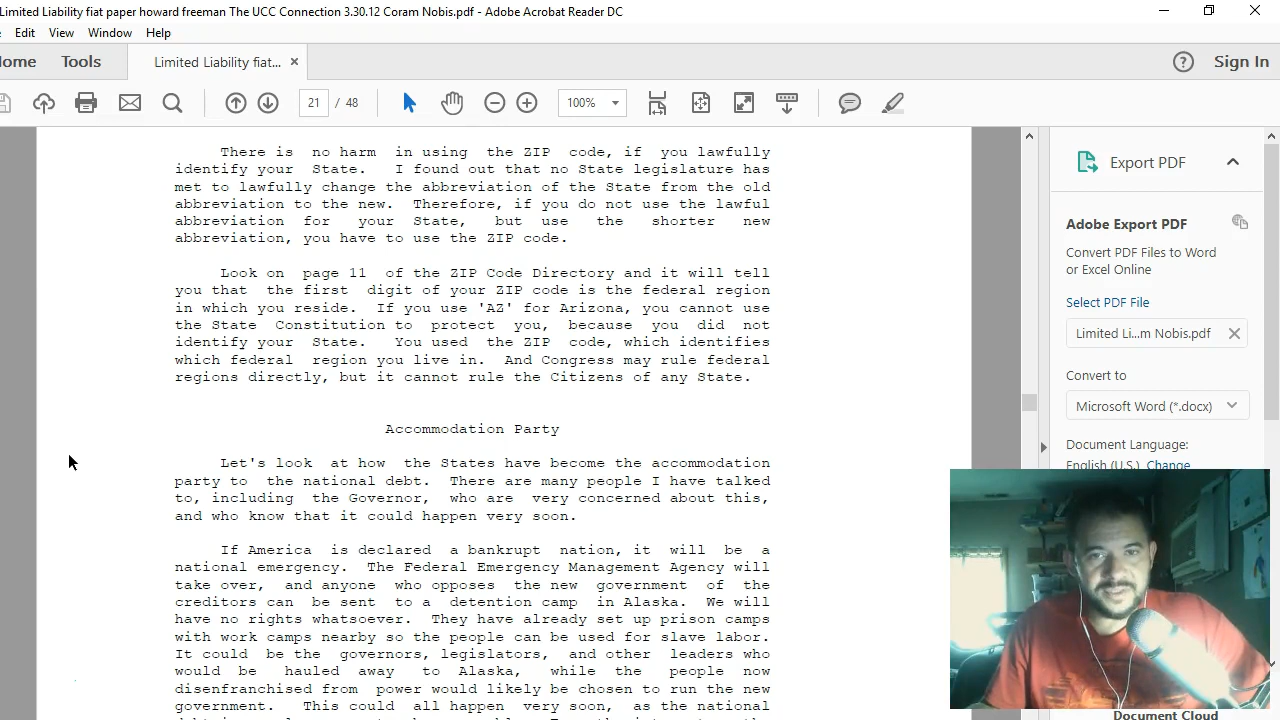 Limited Liability fiat paper howard freeman The UCC Connection 3.30.12 Coram Nobis.pdf - Adobe Acrobat Reader DC
Edit View Window Help
Home Tools Limited Liability fiat... × ? Sign In
21 / 48 100%
There is no harm in using the ZIP code, if you lawfully
identify your State. I found out that no State legislature has
met to lawfully change the abbreviation of the State from the old
abbreviation to the new. Therefore, if you do not use the lawful
abbreviation for your State, but use the shorter new
abbreviation, you have to use the ZIP code.
Look on page 11 of the ZIP Code Directory and it will tell
you that the first digit of your ZIP code is the federal region
in which you reside. If you use 'AZ' for Arizona, you cannot use
the State Constitution to protect you, because you did not
identify your State. You used the ZIP code, which identifies
which federal region you live in. And Congress may rule federal
regions directly, but it cannot rule the Citizens of any State.
Accommodation Party
Let's look at how the States have become the accommodation
party to the national debt. There are many people I have talked
to, including the Governor, who are very concerned about this,
and who know that it could happen very soon.
If America is declared a bankrupt nation, it will be a
national emergency. The Federal Emergency Management Agency will
take over, and anyone who opposes the new government of the
creditors can be sent to a detention camp in Alaska. We will
have no rights whatsoever. They have already set up prison camps
with work camps nearby so the people can be used for slave labor.
It could be the governors, legislators, and other leaders who
would be hauled away to Alaska, while the people now
disenfranchised from power would likely be chosen to run the new
government. This could all happen very soon, as the national
Export PDF
Adobe Export PDF
Convert PDF Files to Word
or Excel Online
Select PDF File
Limited Li...m Nobis.pdf
Convert to
Microsoft Word (*.docx)
Document Language:
English (U.S.) Change
Document Cloud